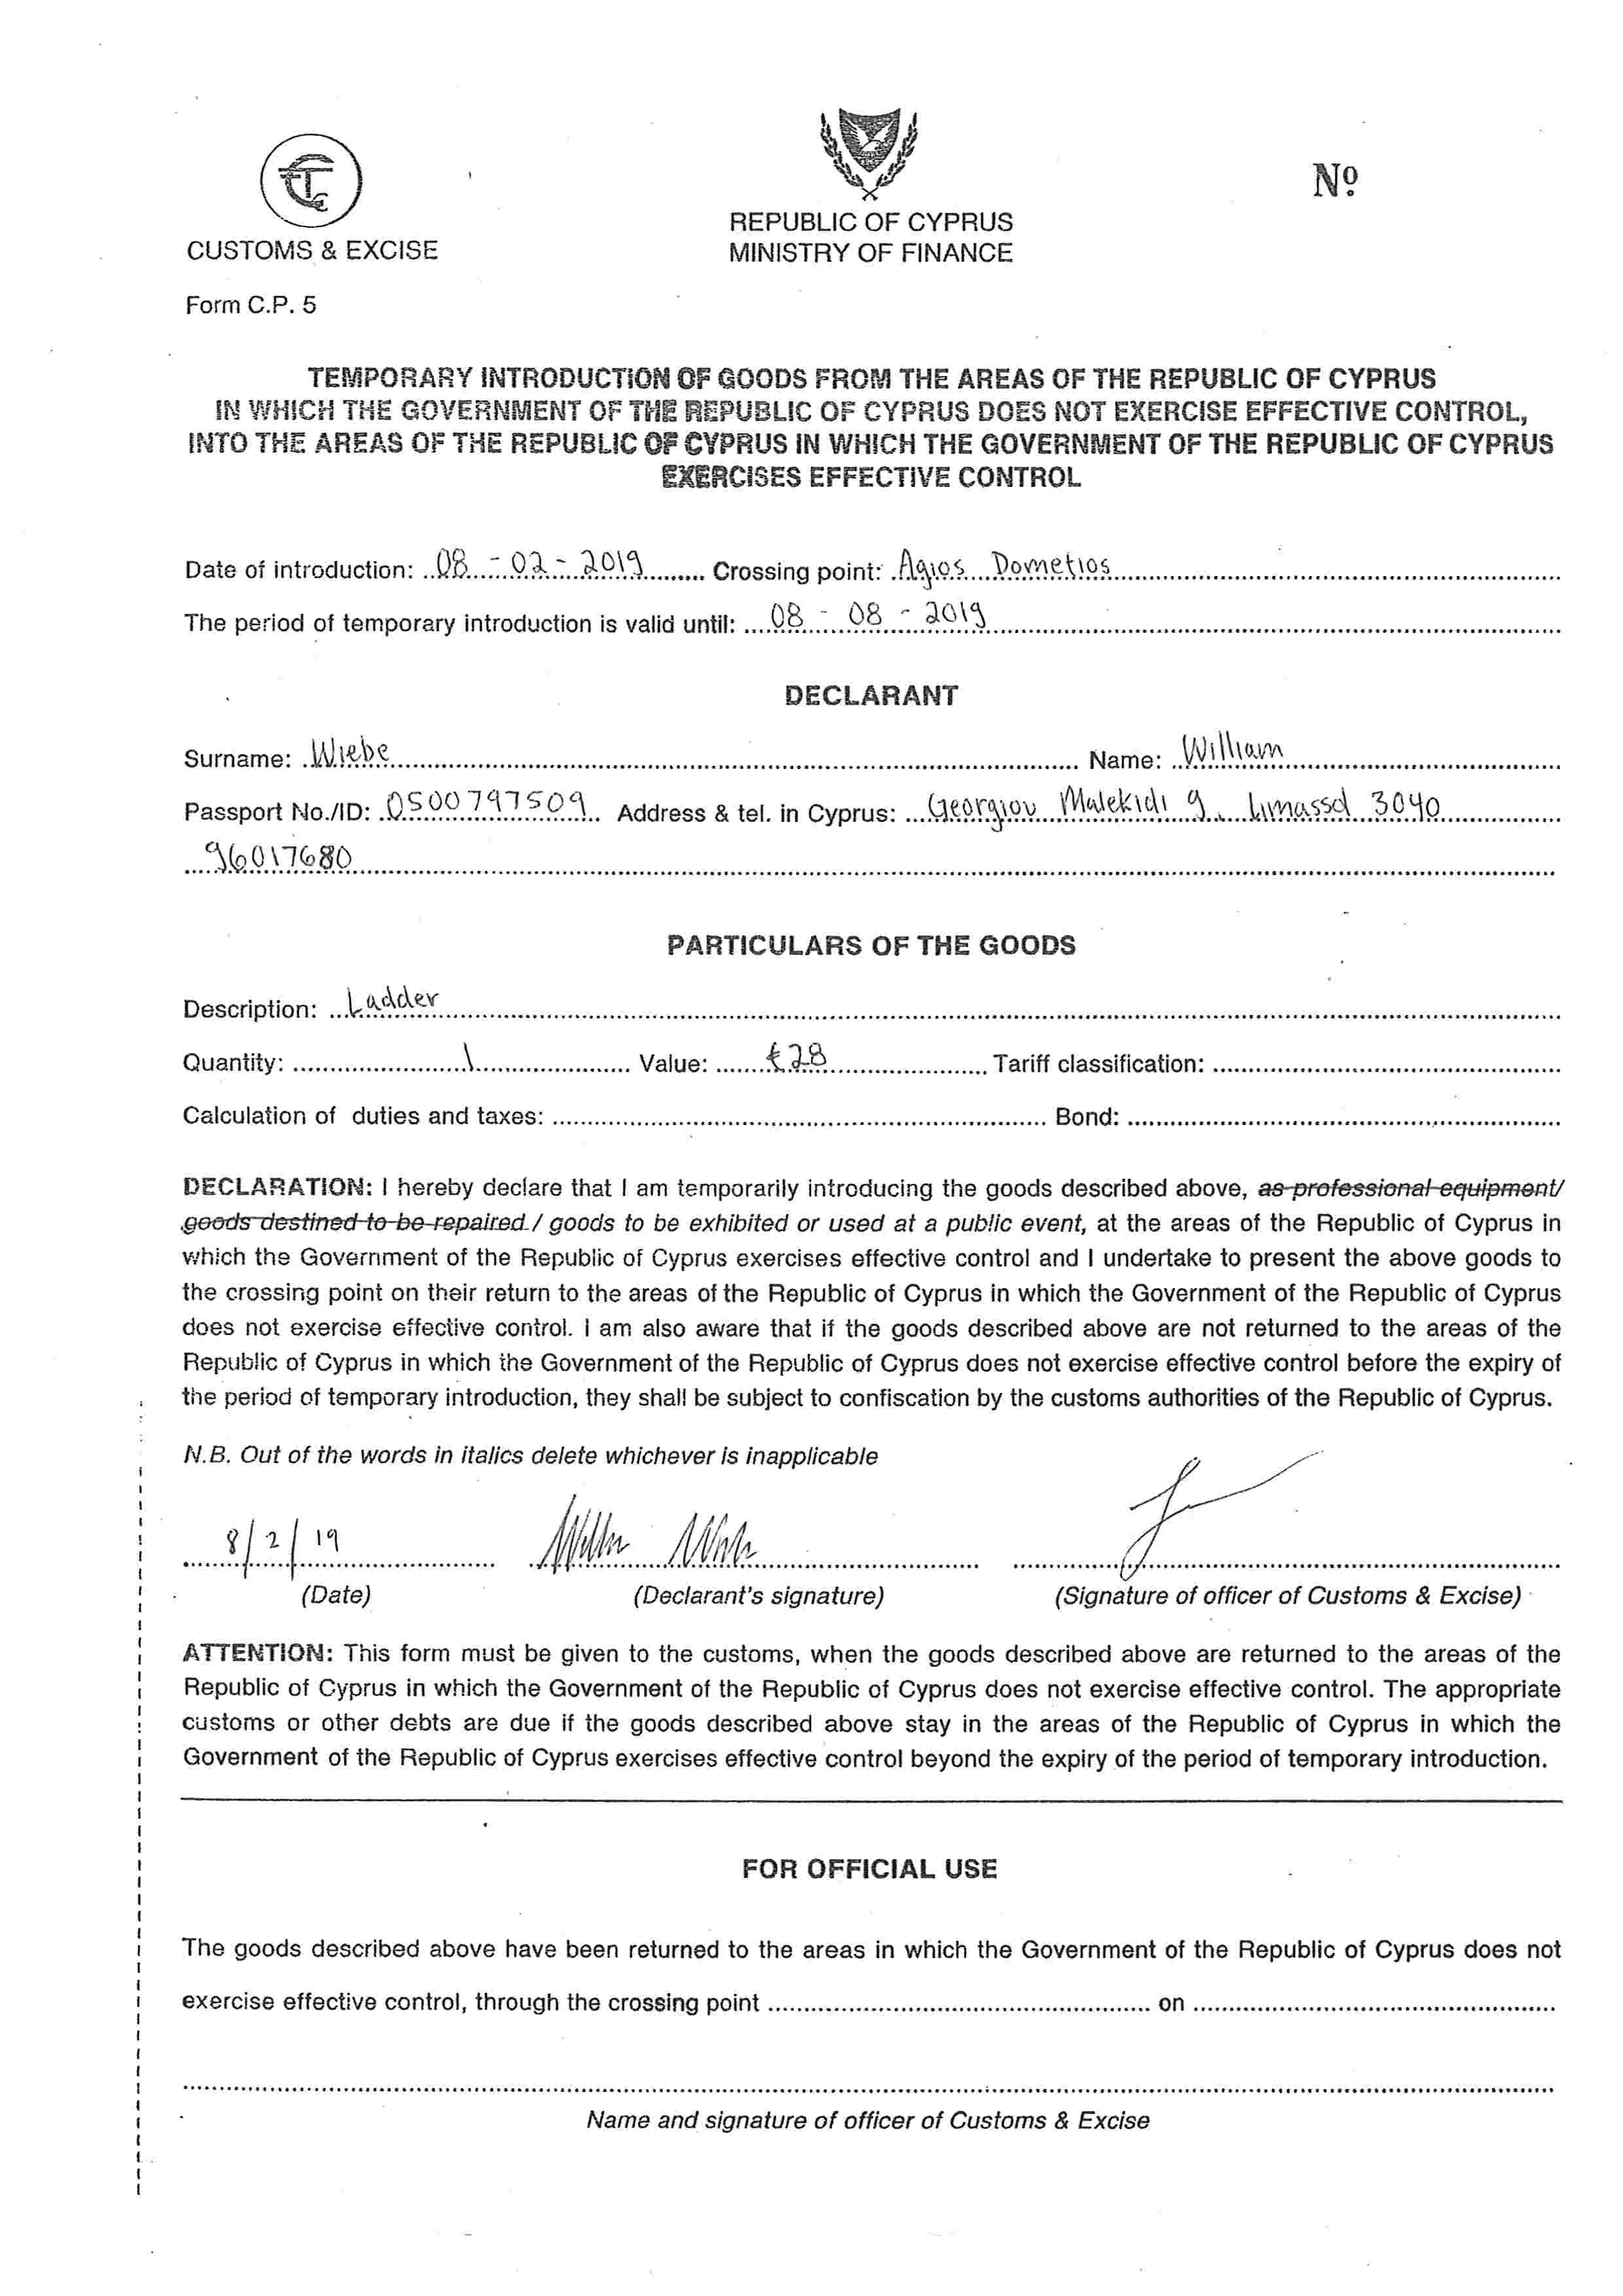 CUSTOMS & EXCISE
REPUBLIC OF CYPRUS
MINISTRY OF FINANCE
Nº
Form C.P. 5
TEMPORARY INTRODUCTION OF GOODS FROM THE AREAS OF THE REPUBLIC OF CYPRUS
IN WHICH THE GOVERNMENT OF THE REPUBLIC OF CYPRUS DOES NOT EXERCISE EFFECTIVE CONTROL,
INTO THE AREAS OF THE REPUBLIC OF CYPRUS IN WHICH THE GOVERNMENT OF THE REPUBLIC OF CYPRUS
EXERCISES EFFECTIVE CONTROL
Date of introduction: 08 - 02 - 2019 Crossing point: Agios Dometios
The period of temporary introduction is valid until: 08 - 08 - 2019
DECLARANT
Surname: Wiebe Name: William
Passport No./ID: 0500797509 Address & tel. in Cyprus: Georgiou Malekidi 9, Limassol 3040
96017680
PARTICULARS OF THE GOODS
Description: Ladder
Quantity: 1 Value: €28 Tariff classification:
Calculation of duties and taxes: Bond:
DECLARATION: I hereby declare that I am temporarily introducing the goods described above, as professional equipment/
goods destined to be repaired / goods to be exhibited or used at a public event, at the areas of the Republic of Cyprus in
which the Government of the Republic of Cyprus exercises effective control and I undertake to present the above goods to
the crossing point on their return to the areas of the Republic of Cyprus in which the Government of the Republic of Cyprus
does not exercise effective control. I am also aware that if the goods described above are not returned to the areas of the
Republic of Cyprus in which the Government of the Republic of Cyprus does not exercise effective control before the expiry of
the period of temporary introduction, they shall be subject to confiscation by the customs authorities of the Republic of Cyprus.
N.B. Out of the words in italics delete whichever is inapplicable
8/2/19
(Date) (Declarant's signature) (Signature of officer of Customs & Excise)
ATTENTION: This form must be given to the customs, when the goods described above are returned to the areas of the
Republic of Cyprus in which the Government of the Republic of Cyprus does not exercise effective control. The appropriate
customs or other debts are due if the goods described above stay in the areas of the Republic of Cyprus in which the
Government of the Republic of Cyprus exercises effective control beyond the expiry of the period of temporary introduction.
FOR OFFICIAL USE
The goods described above have been returned to the areas in which the Government of the Republic of Cyprus does not
exercise effective control, through the crossing point on
Name and signature of officer of Customs & Excise